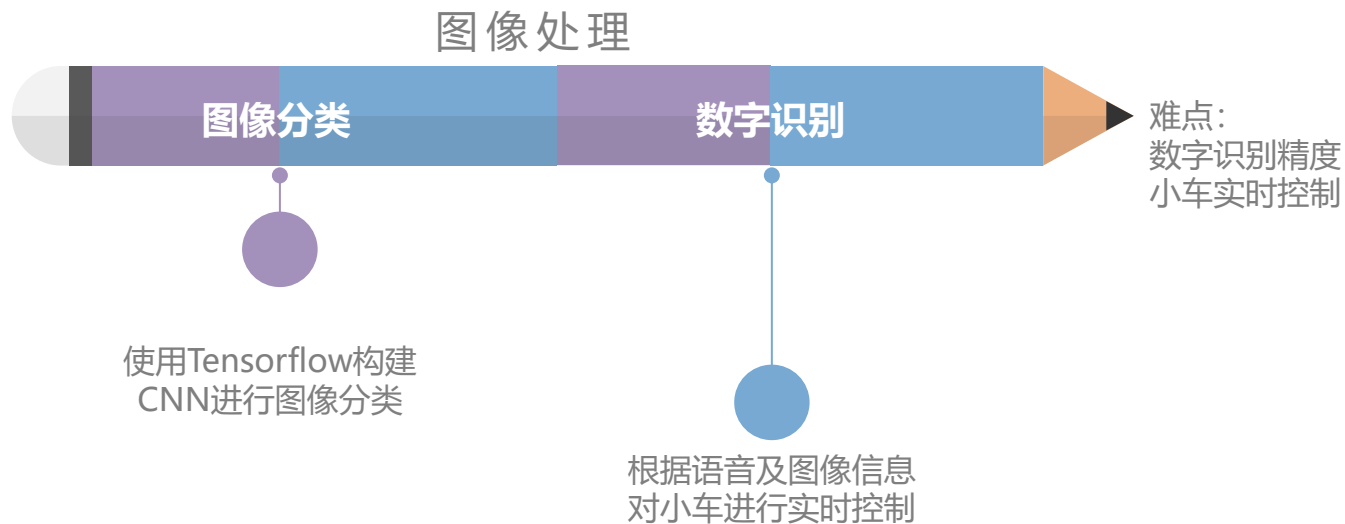 图像处理
图像分类
数字识别
难点：
数字识别精度
小车实时控制
使用Tensorflow构建
CNN进行图像分类
根据语音及图像信息
对小车进行实时控制